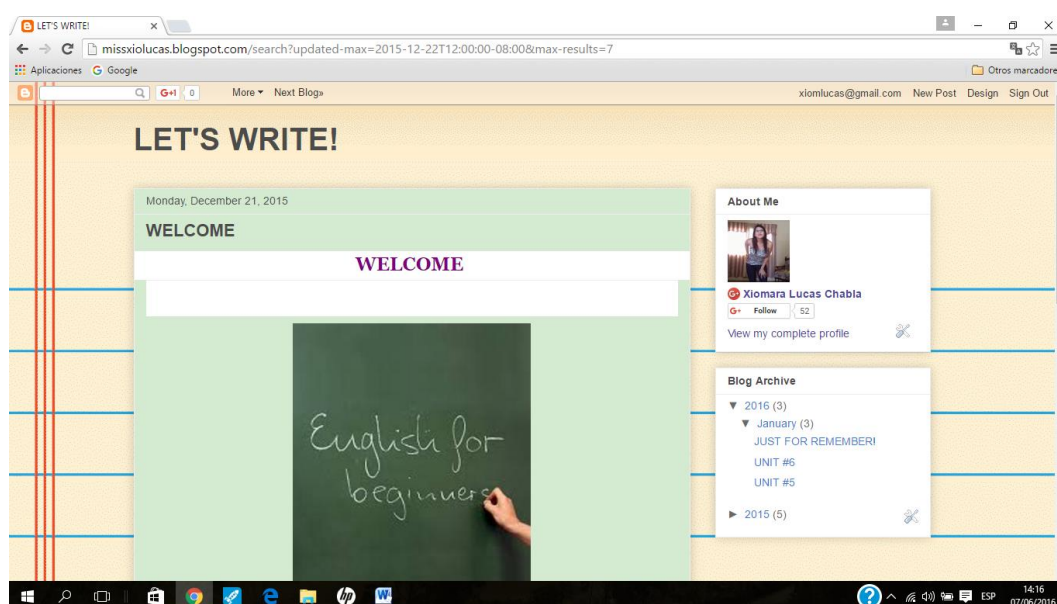 LET'S WRITE!
missxiolucas.blogspot.com/search?updated-max=2015-12-22T12:00:00-08:00&max-results=7
Aplicaciones Google Otros marcadore
G+1 0 More Next Blog» xiomlucas@gmail.com New Post Design Sign Out
LET'S WRITE!
Monday, December 21, 2015
WELCOME
WELCOME
English for
beginners
About Me
Xiomara Lucas Chabla
G+ Follow 52
View my complete profile
Blog Archive
▼ 2016 (3)
▼ January (3)
JUST FOR REMEMBER!
UNIT #6
UNIT #5
► 2015 (5)
ESP 14:16
07/06/2016